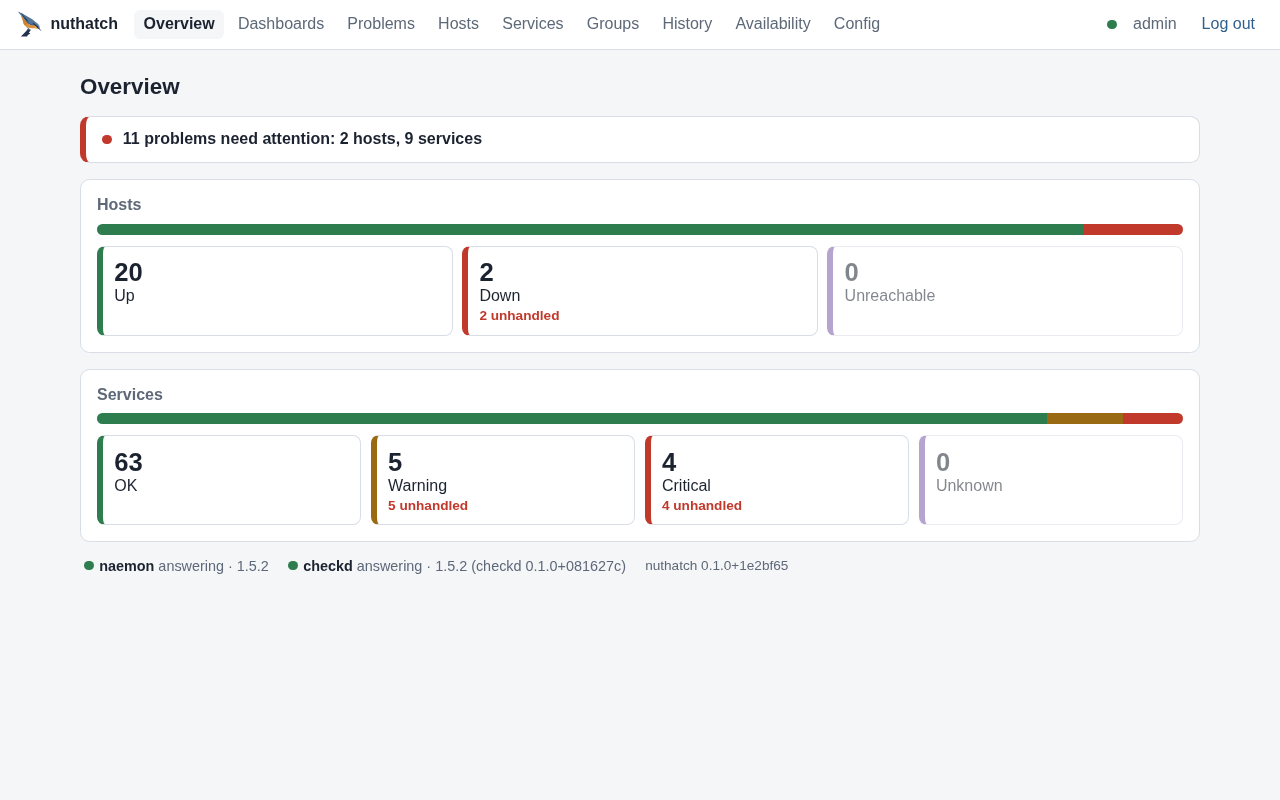 nuthatch Overview Dashboards Problems Hosts Services Groups History Availability Config admin Log out
Overview
11 problems need attention: 2 hosts, 9 services
Hosts
20
Up
2
Down
2 unhandled
0
Unreachable
Services
63
OK
5
Warning
5 unhandled
4
Critical
4 unhandled
0
Unknown
naemon answering · 1.5.2 checkd answering · 1.5.2 (checkd 0.1.0+081627c) nuthatch 0.1.0+1e2bf65